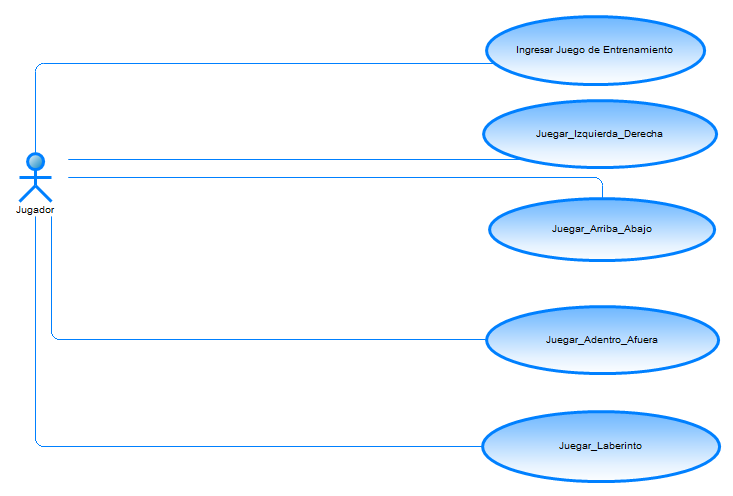 Ingresar Juego de Entrenamiento
Juegar_Izquierda_Derecha
Jugador
Juegar_Arriba_Abajo
Juegar_Adentro_Afuera
Juegar_Laberinto